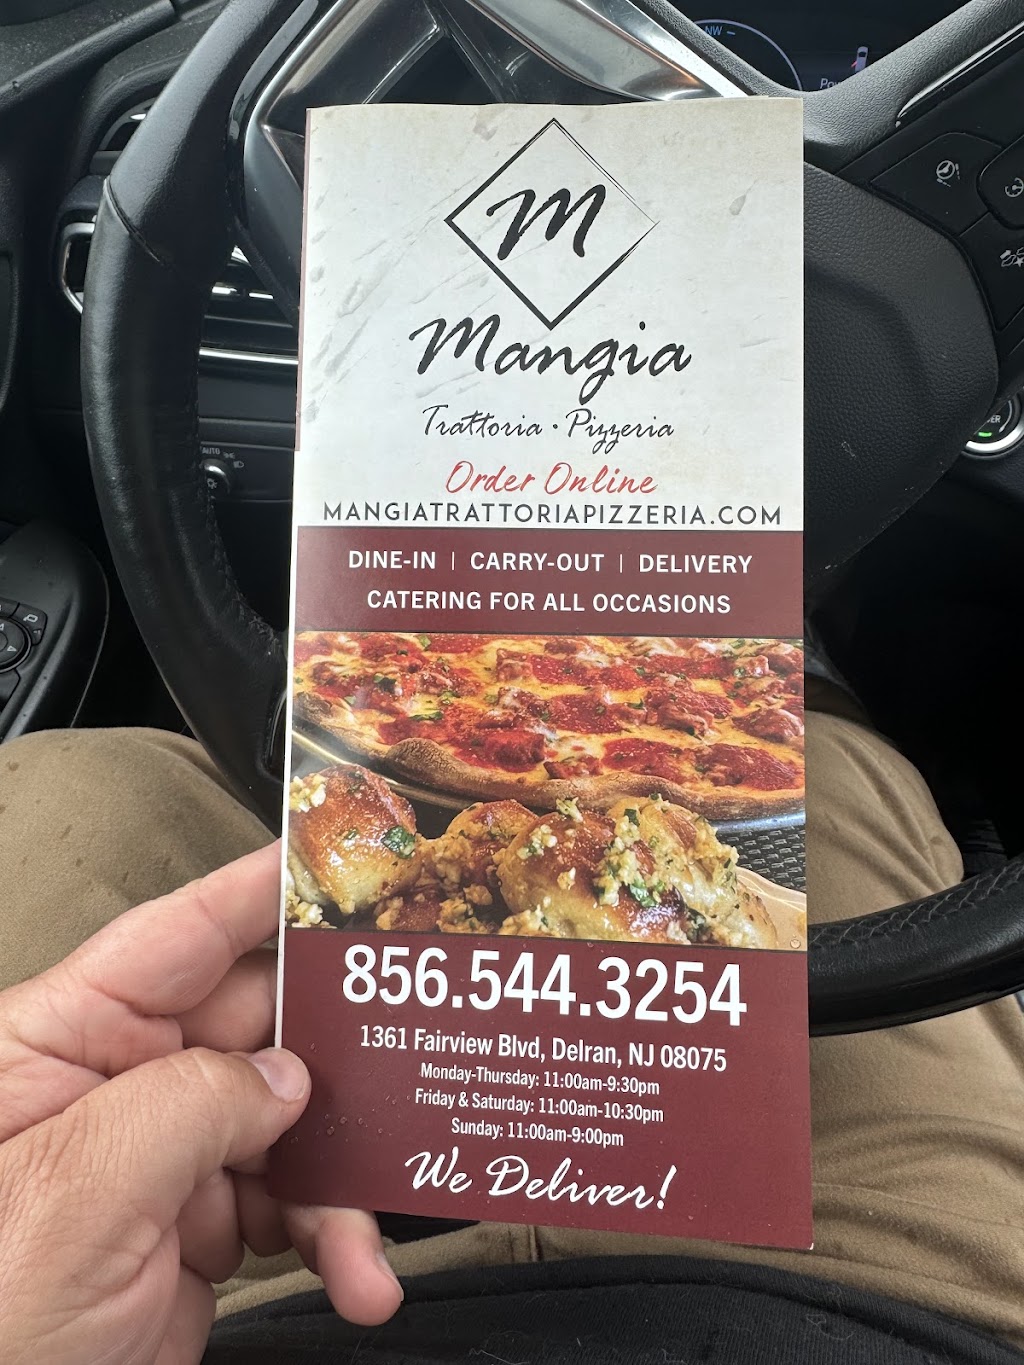 NW
M
Mangia
Trattoria · Pizzeria
Order Online
MANGIATRATTORIAPIZZERIA.COM
DINE-IN | CARRY-OUT | DELIVERY
CATERING FOR ALL OCCASIONS
856.544.3254
1361 Fairview Blvd, Delran, NJ 08075
Monday-Thursday: 11:00am-9:30pm
Friday & Saturday: 11:00am-10:30pm
Sunday: 11:00am-9:00pm
We Deliver!
AUTO